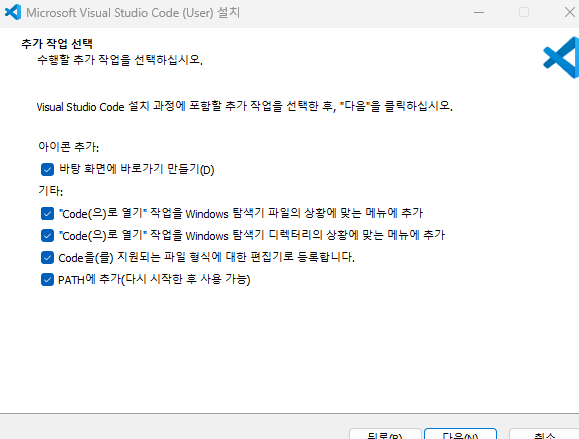 Microsoft Visual Studio Code (User) 설치
추가 작업 선택
수행할 추가 작업을 선택하십시오.
Visual Studio Code 설치 과정에 포함할 추가 작업을 선택한 후, "다음"을 클릭하십시오.
아이콘 추가:
바탕 화면에 바로가기 만들기(D)
기타:
"Code(으)로 열기" 작업을 Windows 탐색기 파일의 상황에 맞는 메뉴에 추가
"Code(으)로 열기" 작업을 Windows 탐색기 디렉터리의 상황에 맞는 메뉴에 추가
Code을(를) 지원되는 파일 형식에 대한 편집기로 등록합니다.
PATH에 추가(다시 시작한 후 사용 가능)
뒤로(B) 다음(N) 취소